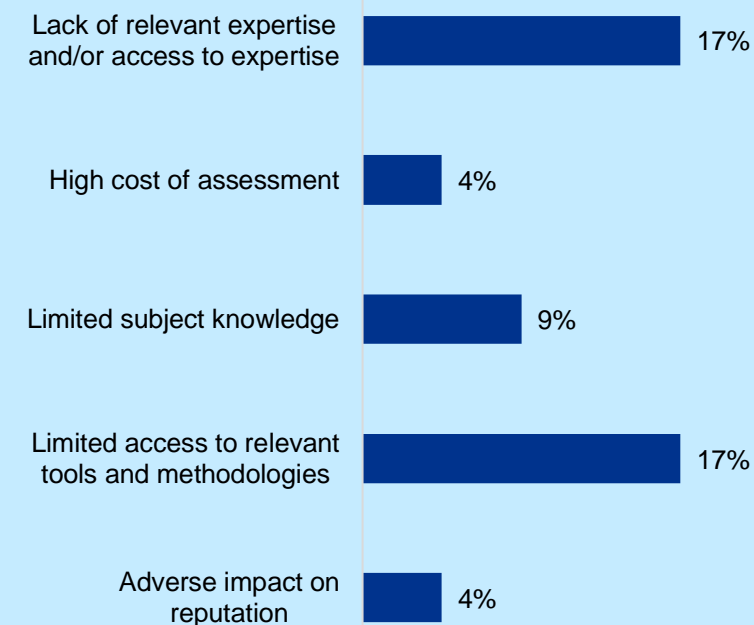 Lack of relevant expertise
and/or access to expertise
17%
High cost of assessment
4%
Limited subject knowledge
9%
Limited access to relevant
tools and methodologies
17%
Adverse impact on
reputation
4%